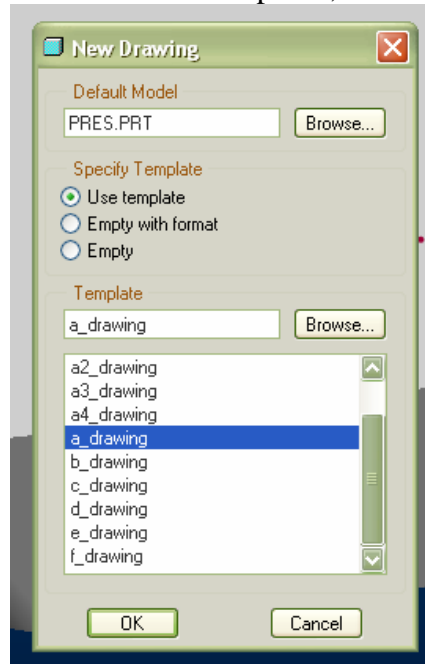 New Drawing
Default Model
PRES.PRT Browse...
Specify Template
Use template
Empty with format
Empty
Template
a_drawing Browse...
a2_drawing
a3_drawing
a4_drawing
a_drawing
b_drawing
c_drawing
d_drawing
e_drawing
f_drawing
OK Cancel